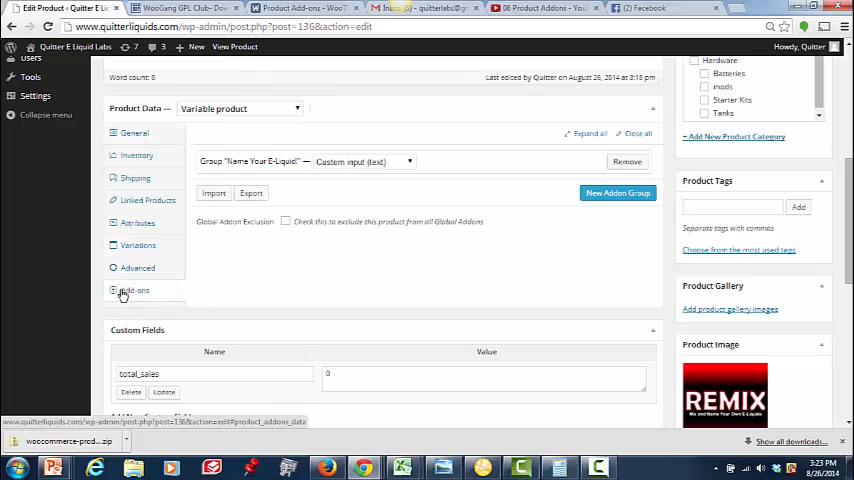 Edit Product ‹ Quitter E Li
WooGang GPL Club- Dow
Product Add-ons - WooTh
Inbox (6) - quitterlabs@g
08 Product Addons - You
(2) Facebook
www.quitterliquids.com/wp-admin/post.php?post=136&action=edit
Quitter E Liquid Labs
7
3
+ New
View Product
Howdy, Quitter
Users
Tools
Settings
Collapse menu
Word count: 0
Last edited by Quitter on August 26, 2014 at 3:18 pm
Product Data — Variable product
General
Inventory
Shipping
Linked Products
Attributes
Variations
Advanced
Add-ons
Expand all
Close all
Group "Name Your E-Liquid!" — Custom input (text)
Remove
Import
Export
New Addon Group
Global Addon Exclusion
Check this to exclude this product from all Global Addons
Custom Fields
Name
Value
total_sales
0
Delete
Update
Hardware
Batteries
mods
Starter Kits
Tanks
+ Add New Product Category
Product Tags
Add
Separate tags with commas
Choose from the most used tags
Product Gallery
Add product gallery images
Product Image
REMIX
Mix and Name Your Own E-Liquids
www.quitterliquids.com/wp-admin/post.php?post=136&action=edit#product_addons_data
woocommerce-prod....zip
Show all downloads...
3:23 PM
8/26/2014